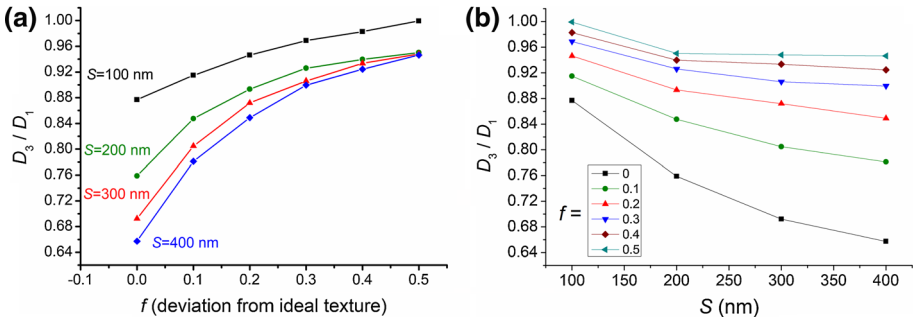 (a)
D3 / D1
1.00
0.96
0.92
0.88
0.84
0.80
0.76
0.72
0.68
0.64
S=100 nm
S=200 nm
S=300 nm
S=400 nm
-0.1 0.0 0.1 0.2 0.3 0.4 0.5
f (deviation from ideal texture)
(b)
D3 / D1
1.00
0.96
0.92
0.88
0.84
0.80
0.76
0.72
0.68
0.64
f =
0
0.1
0.2
0.3
0.4
0.5
100 150 200 250 300 350 400
S (nm)